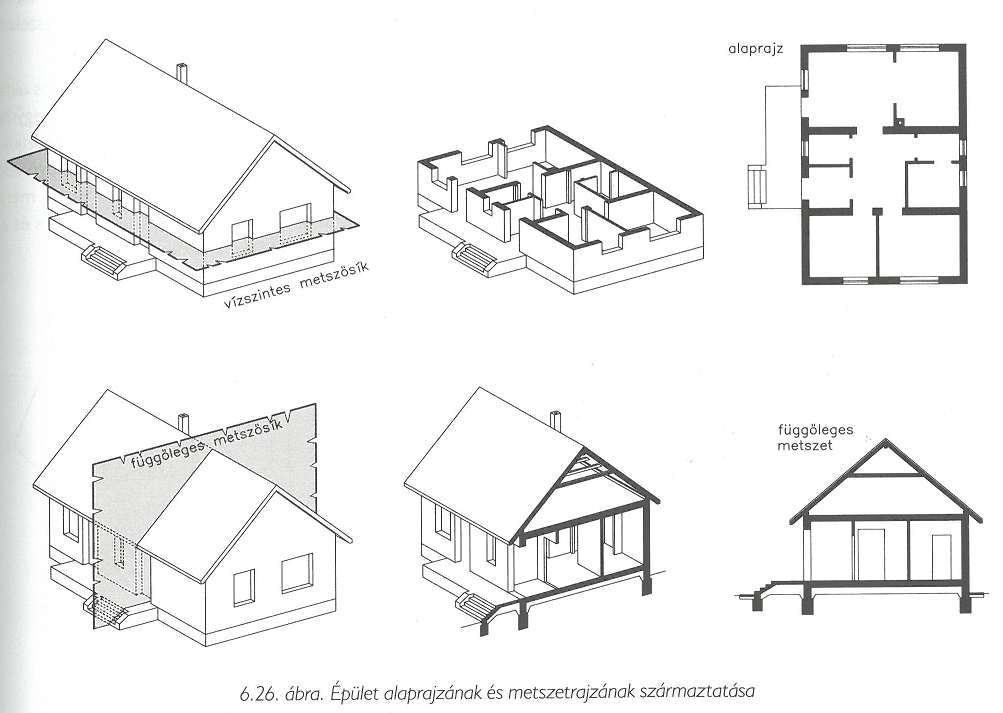 alaprajz
vízszintes metszősík
függőleges metszősík
függőleges
metszet
6.26. ábra. Épület alaprajzának és metszetrajzának származtatása